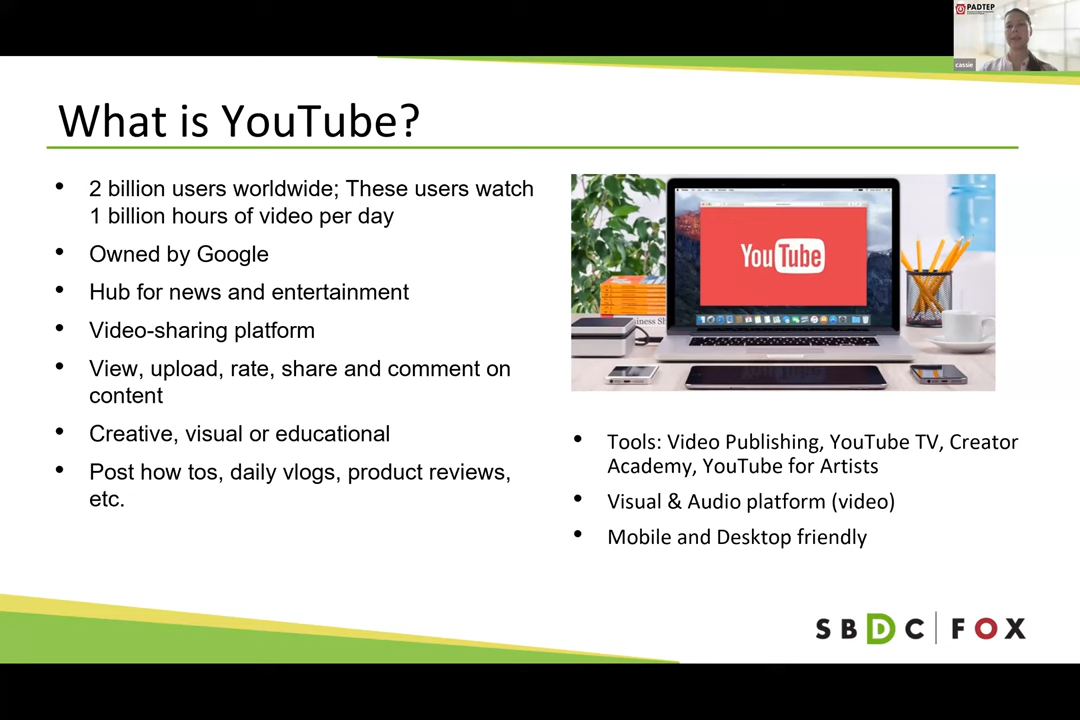 PADTEP
cassie
What is YouTube?
• 2 billion users worldwide; These users watch
1 billion hours of video per day
• Owned by Google
• Hub for news and entertainment
• Video-sharing platform
• View, upload, rate, share and comment on
content
• Creative, visual or educational
• Post how tos, daily vlogs, product reviews,
etc.
YouTube
• Tools: Video Publishing, YouTube TV, Creator
Academy, YouTube for Artists
• Visual & Audio platform (video)
• Mobile and Desktop friendly
SBDC | FOX